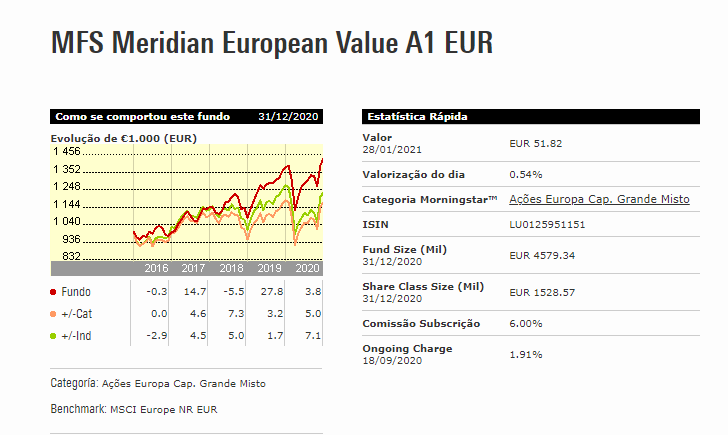 MFS Meridian European Value A1 EUR
Como se comportou este fundo 31/12/2020
Evolução de €1.000 (EUR)
1 456
1 352
1 248
1 144
1 040
936
832
2016 2017 2018 2019 2020
Fundo -0.3 14.7 -5.5 27.8 3.8
+/-Cat 0.0 4.6 7.3 3.2 5.0
+/-Ind -2.9 4.5 5.0 1.7 7.1
Categoría: Ações Europa Cap. Grande Misto
Benchmark: MSCI Europe NR EUR
Estatística Rápida
Valor
28/01/2021 EUR 51.82
Valorização do dia 0.54%
Categoria Morningstar™ Ações Europa Cap. Grande Misto
ISIN LU0125951151
Fund Size (Mil)
31/12/2020 EUR 4579.34
Share Class Size (Mil)
31/12/2020 EUR 1528.57
Comissão Subscrição 6.00%
Ongoing Charge
18/09/2020 1.91%